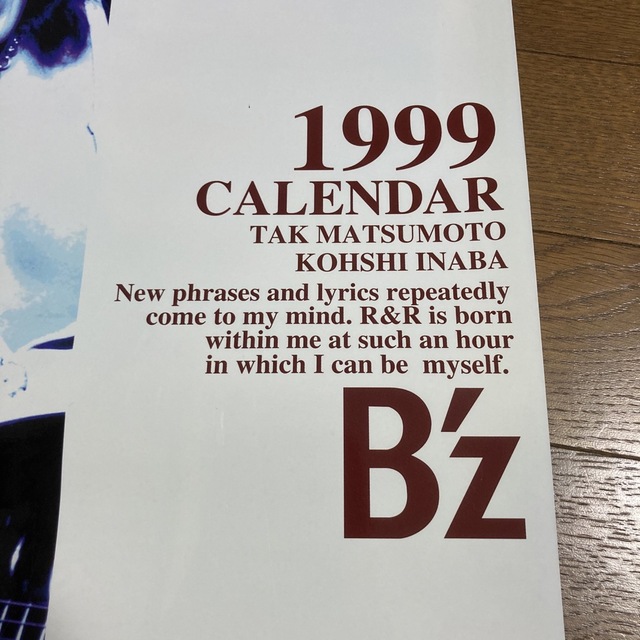 1999
CALENDAR
TAK MATSUMOTO
KOHSHI INABA
New phrases and lyrics repeatedly
come to my mind. R&R is born
within me at such an hour
in which I can be myself.
B'z